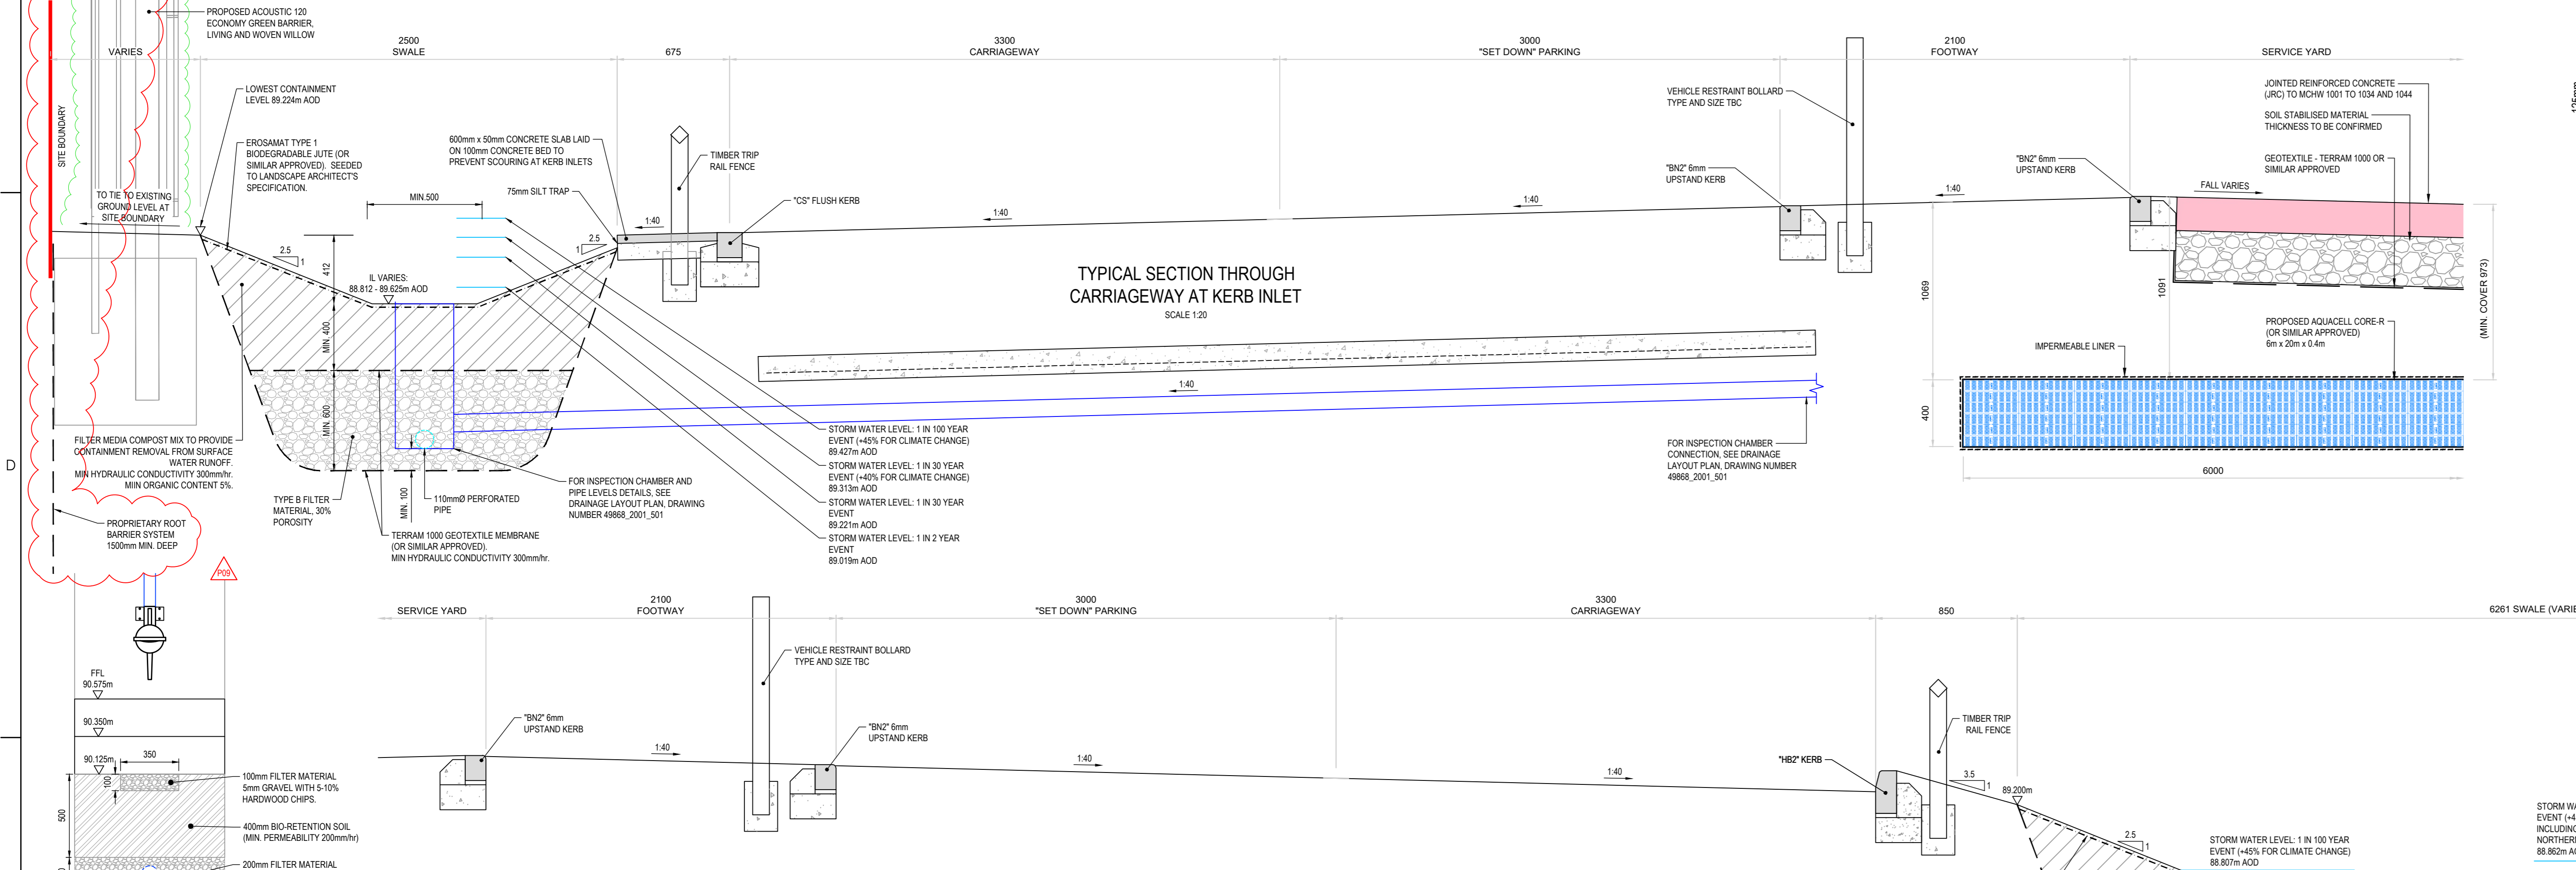 PROPOSED ACOUSTIC 120
ECONOMY GREEN BARRIER,
LIVING AND WOVEN WILLOW
VARIES
2500
SWALE
675
3300
CARRIAGEWAY
3000
"SET DOWN" PARKING
2100
FOOTWAY
SERVICE YARD
SITE BOUNDARY
LOWEST CONTAINMENT
LEVEL 89.224m AOD
EROSAMAT TYPE 1
BIODEGRADABLE JUTE (OR
SIMILAR APPROVED). SEEDED
TO LANDSCAPE ARCHITECT'S
SPECIFICATION.
TO TIE TO EXISTING
GROUND LEVEL AT
SITE BOUNDARY
600mm x 50mm CONCRETE SLAB LAID
ON 100mm CONCRETE BED TO
PREVENT SCOURING AT KERB INLETS
75mm SILT TRAP
MIN.500
TIMBER TRIP
RAIL FENCE
"CS" FLUSH KERB
1:40
1:40
1:40
1:40
VEHICLE RESTRAINT BOLLARD
TYPE AND SIZE TBC
"BN2" 6mm
UPSTAND KERB
"BN2" 6mm
UPSTAND KERB
JOINTED REINFORCED CONCRETE
(JRC) TO MCHW 1001 TO 1034 AND 1044
SOIL STABILISED MATERIAL
THICKNESS TO BE CONFIRMED
GEOTEXTILE - TERRAM 1000 OR
SIMILAR APPROVED
FALL VARIES
125mm
2.5
1
2.5
1
412
IL VARIES:
88.812 - 89.625m AOD
MIN. 400
MIN. 600
MIN. 100
TYPICAL SECTION THROUGH
CARRIAGEWAY AT KERB INLET
SCALE 1:20
1:40
1069
1091
400
(MIN. COVER 973)
IMPERMEABLE LINER
PROPOSED AQUACELL CORE-R
(OR SIMILAR APPROVED)
6m x 20m x 0.4m
6000
FOR INSPECTION CHAMBER
CONNECTION, SEE DRAINAGE
LAYOUT PLAN, DRAWING NUMBER
49868_2001_501
FILTER MEDIA COMPOST MIX TO PROVIDE
CONTAINMENT REMOVAL FROM SURFACE
WATER RUNOFF.
MIN HYDRAULIC CONDUCTIVITY 300mm/hr.
MIIN ORGANIC CONTENT 5%.
TYPE B FILTER
MATERIAL, 30%
POROSITY
110mmØ PERFORATED
PIPE
FOR INSPECTION CHAMBER AND
PIPE LEVELS DETAILS, SEE
DRAINAGE LAYOUT PLAN, DRAWING
NUMBER 49868_2001_501
TERRAM 1000 GEOTEXTILE MEMBRANE
(OR SIMILAR APPROVED).
MIN HYDRAULIC CONDUCTIVITY 300mm/hr.
STORM WATER LEVEL: 1 IN 100 YEAR
EVENT (+45% FOR CLIMATE CHANGE)
89.427m AOD
STORM WATER LEVEL: 1 IN 30 YEAR
EVENT (+40% FOR CLIMATE CHANGE)
89.313m AOD
STORM WATER LEVEL: 1 IN 30 YEAR
EVENT
89.221m AOD
STORM WATER LEVEL: 1 IN 2 YEAR
EVENT
89.019m AOD
D
PROPRIETARY ROOT
BARRIER SYSTEM
1500mm MIN. DEEP
P09
FFL
90.575m
90.350m
90.125m
350
100
500
100mm FILTER MATERIAL
5mm GRAVEL WITH 5-10%
HARDWOOD CHIPS.
400mm BIO-RETENTION SOIL
(MIN. PERMEABILITY 200mm/hr)
200mm FILTER MATERIAL
SERVICE YARD
2100
FOOTWAY
3000
"SET DOWN" PARKING
3300
CARRIAGEWAY
850
6261 SWALE (VARIE
VEHICLE RESTRAINT BOLLARD
TYPE AND SIZE TBC
"BN2" 6mm
UPSTAND KERB
"BN2" 6mm
UPSTAND KERB
1:40
1:40
1:40
"HB2" KERB
TIMBER TRIP
RAIL FENCE
3.5
1
89.200m
2.5
1
STORM WATER LEVEL: 1 IN 100 YEAR
EVENT (+45% FOR CLIMATE CHANGE)
88.807m AOD
STORM WA
EVENT (+4
INCLUDING
NORTHERN
88.862m AO